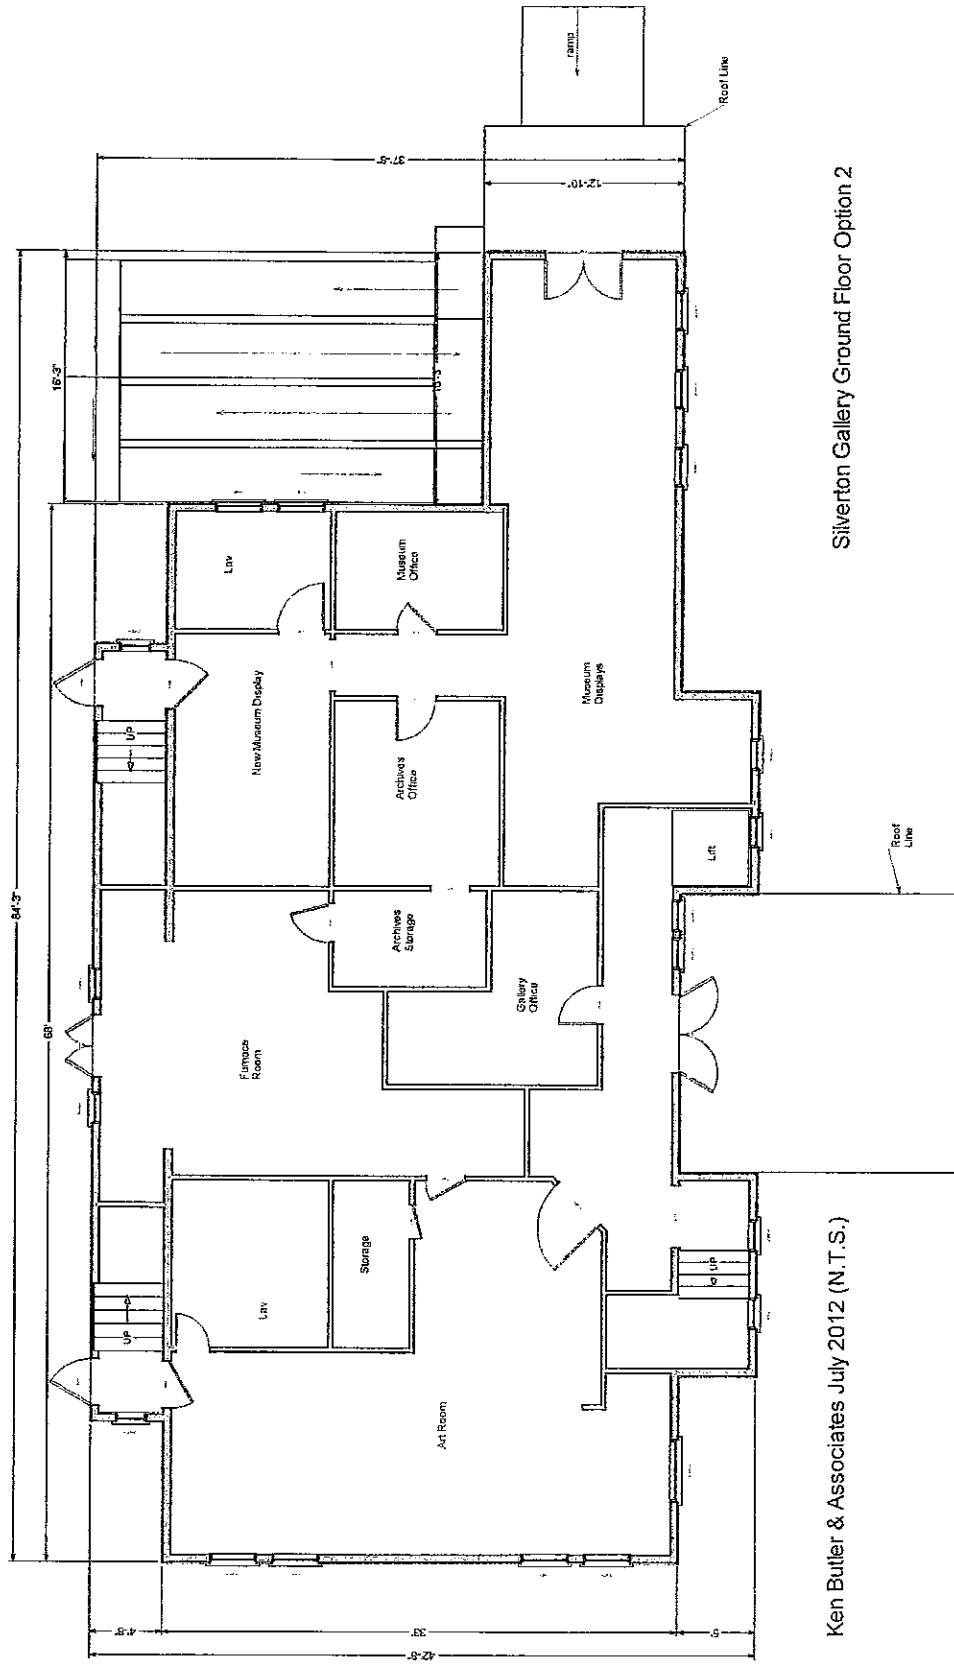 84'-3"
68'
16'-3"
37'-8"
12'-10"
ramp
Roof Line
Lav
Museum
Office
UP
New Museum Display
Archives
Office
Museum
Displays
Lift
Roof
Line
Archives
Storage
Gallery
Office
Furnace
Room
Storage
Lav
UP
UP
Art Room
4'-8"
33'
5'
42'-8"
Silverton Gallery Ground Floor Option 2
Ken Butler & Associates July 2012 (N.T.S.)